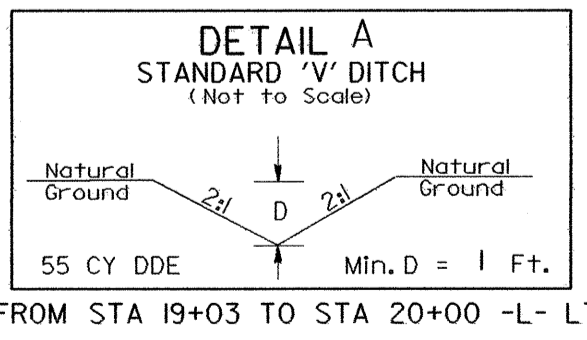 DETAIL A
STANDARD 'V' DITCH
(Not to Scale)
Natural Ground
2:1
D
2:1
Natural Ground
55 CY DDE
Min. D = 1 Ft.
FROM STA 19+03 TO STA 20+00 -L- LT